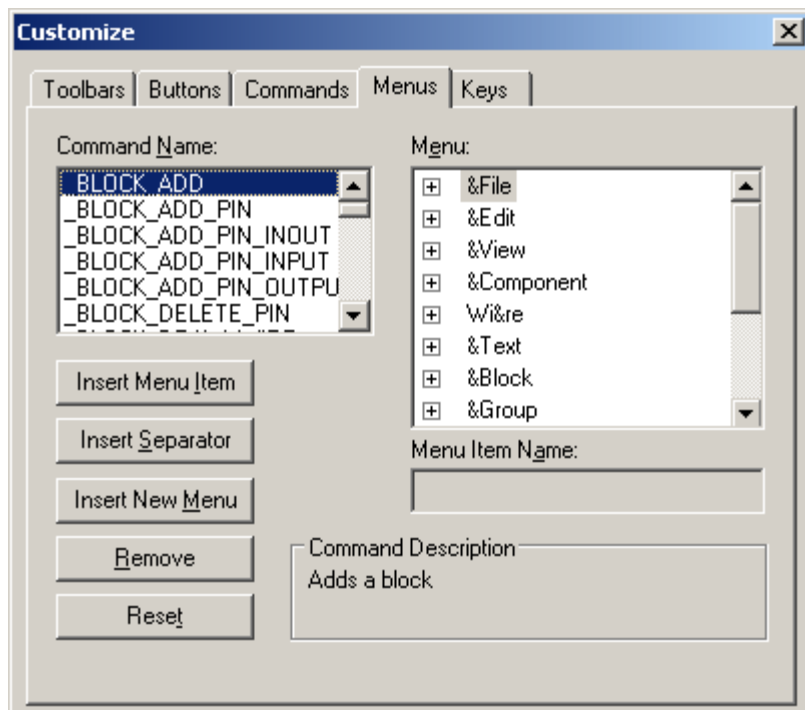 Customize
Toolbars Buttons Commands Menus Keys
Command Name:
_BLOCK_ADD
_BLOCK_ADD_PIN
_BLOCK_ADD_PIN_INOUT
_BLOCK_ADD_PIN_INPUT
_BLOCK_ADD_PIN_OUTPU
_BLOCK_DELETE_PIN
Insert Menu Item
Insert Separator
Insert New Menu
Remove
Reset
Menu:
&File
&Edit
&View
&Component
Wi&re
&Text
&Block
&Group
Menu Item Name:
Command Description
Adds a block